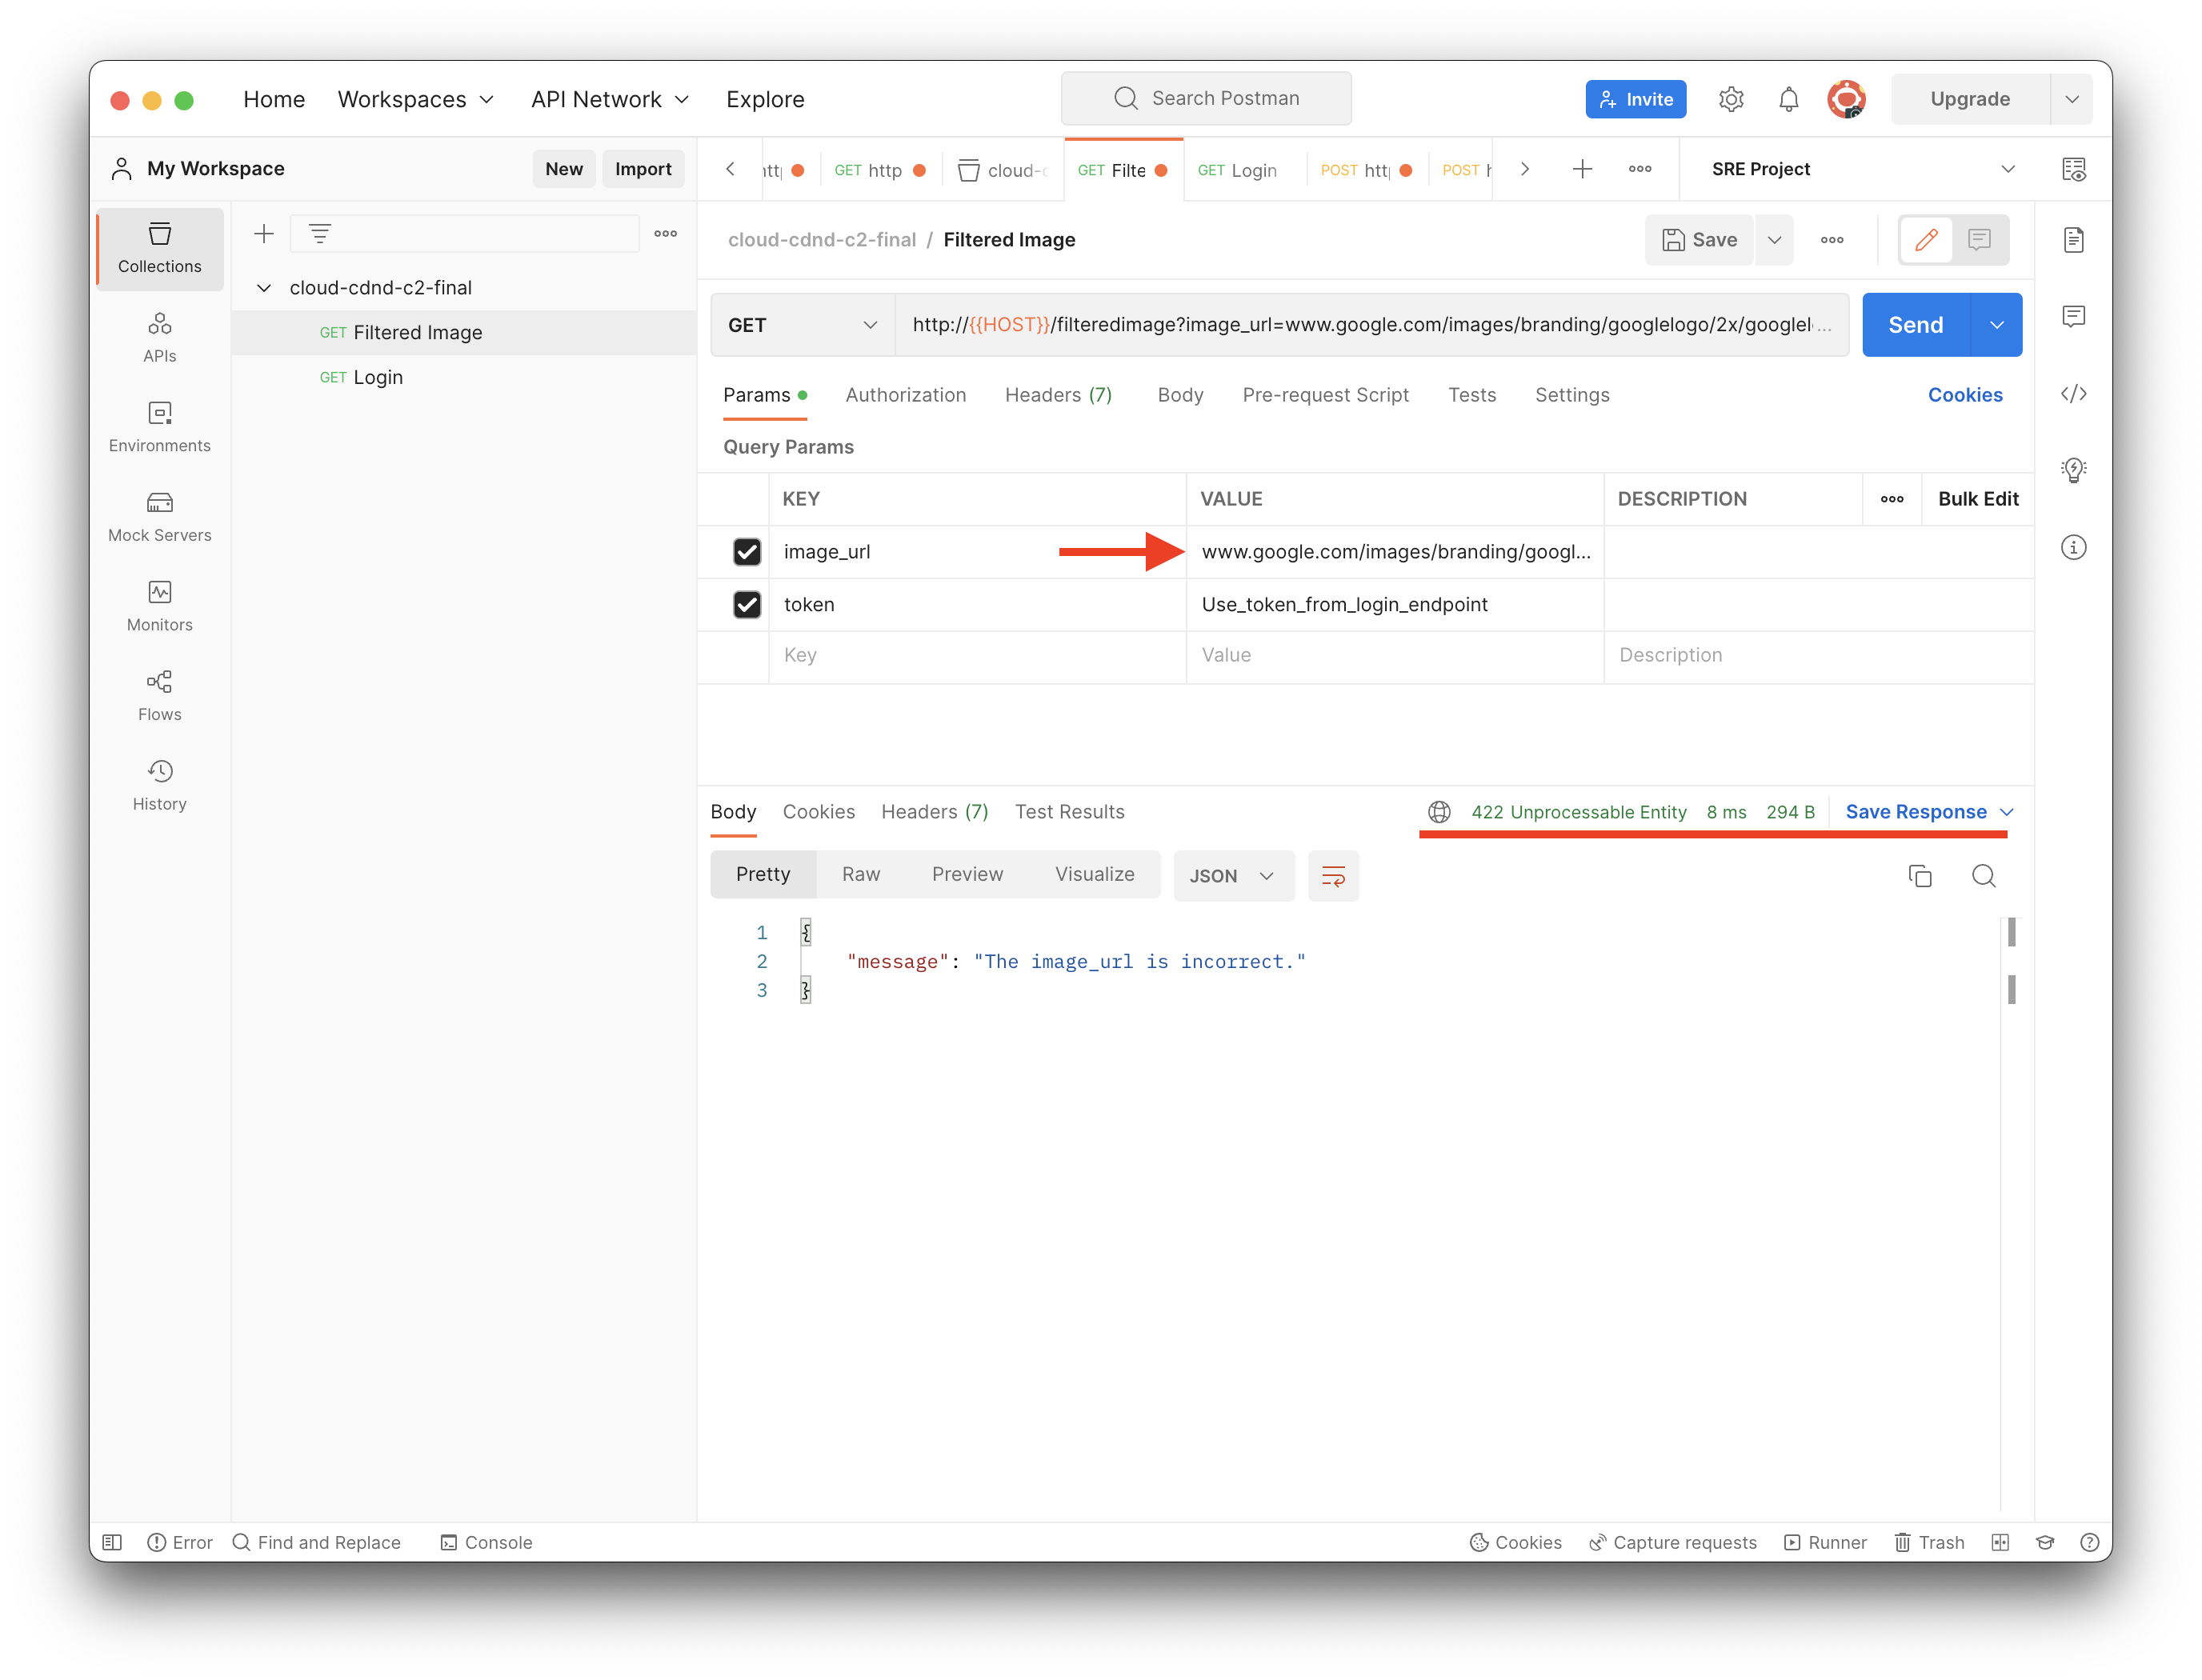 Home Workspaces API Network Explore Search Postman Invite Upgrade
My Workspace New Import GET http cloud-c GET Filte GET Login POST htt POST SRE Project
Collections
APIs
Environments
Mock Servers
Monitors
Flows
History
cloud-cdnd-c2-final
GET Filtered Image
GET Login
cloud-cdnd-c2-final / Filtered Image Save
GET http://{{HOST}}/filteredimage?image_url=www.google.com/images/branding/googlelogo/2x/googlel... Send
Params Authorization Headers (7) Body Pre-request Script Tests Settings Cookies
Query Params
KEY VALUE DESCRIPTION Bulk Edit
image_url www.google.com/images/branding/googl...
token Use_token_from_login_endpoint
Key Value Description
Body Cookies Headers (7) Test Results 422 Unprocessable Entity 8 ms 294 B Save Response
Pretty Raw Preview Visualize JSON
1 {
2 "message": "The image_url is incorrect."
3 }
Error Find and Replace Console Cookies Capture requests Runner Trash